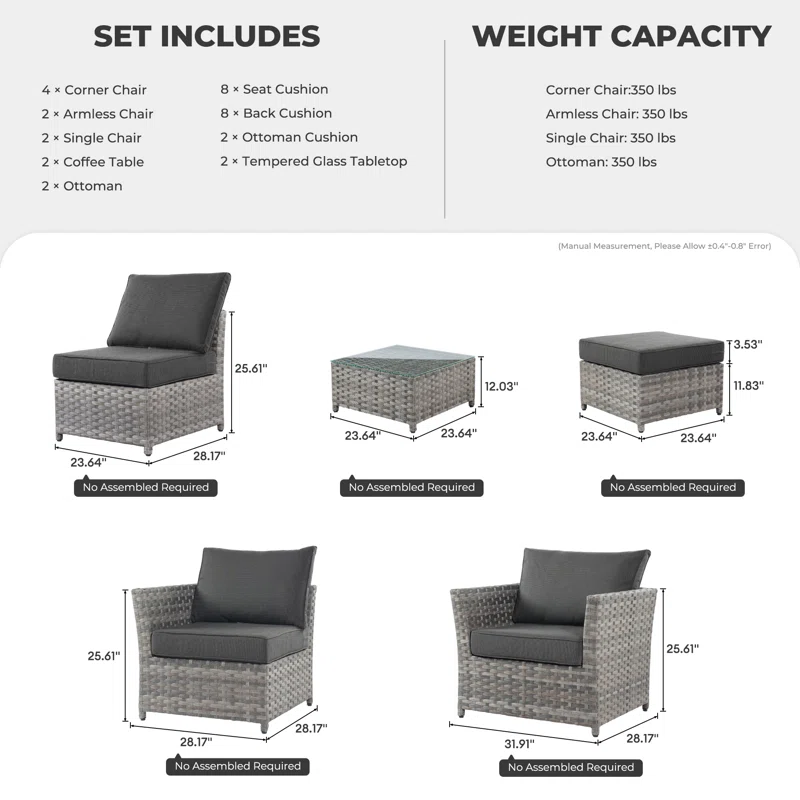 SET INCLUDES
4 × Corner Chair
2 × Armless Chair
2 × Single Chair
2 × Coffee Table
2 × Ottoman
8 × Seat Cushion
8 × Back Cushion
2 × Ottoman Cushion
2 × Tempered Glass Tabletop
WEIGHT CAPACITY
Corner Chair:350 lbs
Armless Chair: 350 lbs
Single Chair: 350 lbs
Ottoman: 350 lbs
(Manual Measurement, Please Allow ±0.4"-0.8" Error)
25.61"
23.64"
28.17"
No Assembled Required
12.03"
23.64"
23.64"
No Assembled Required
3.53"
11.83"
23.64"
23.64"
No Assembled Required
25.61"
28.17"
28.17"
No Assembled Required
25.61"
31.91"
28.17"
No Assembled Required